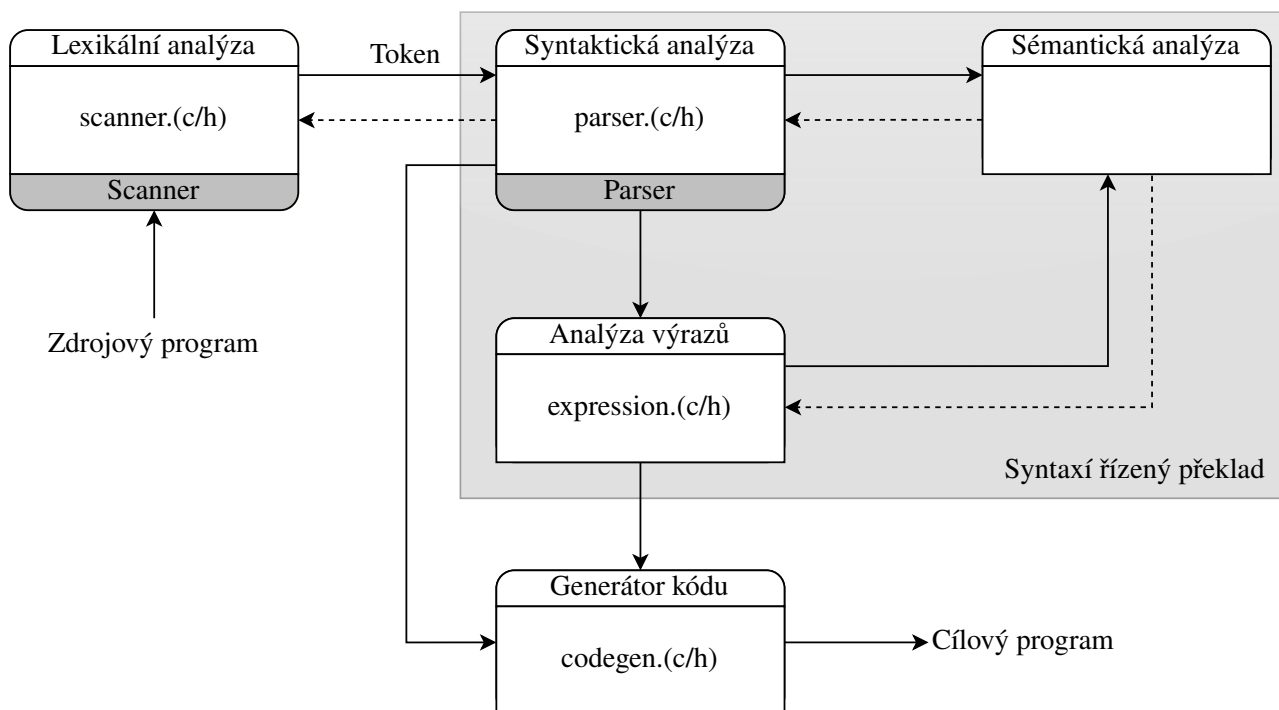 Lexikální analýza
scanner.(c/h)
Scanner
Zdrojový program
Token
Syntaktická analýza
parser.(c/h)
Parser
Sémantická analýza
Analýza výrazů
expression.(c/h)
Syntaxí řízený překlad
Generátor kódu
codegen.(c/h)
Cílový program